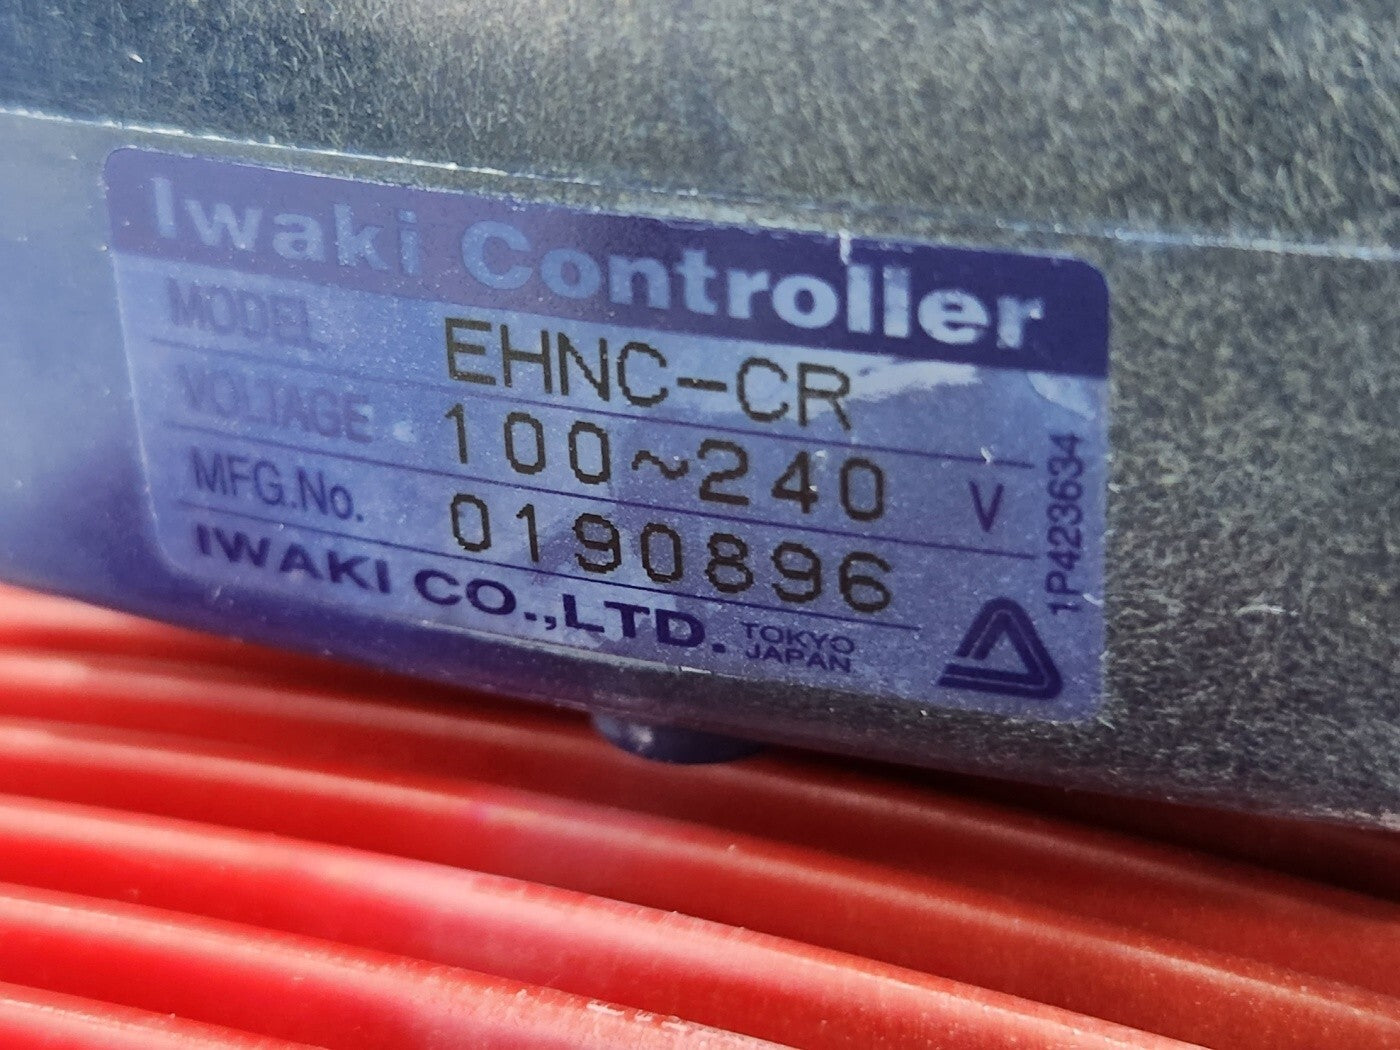 Iwaki Controller
MODEL EHNC-CR
VOLTAGE 100~240 V
MFG.No. 0190896
IWAKI CO.,LTD. TOKYO JAPAN
1P423634